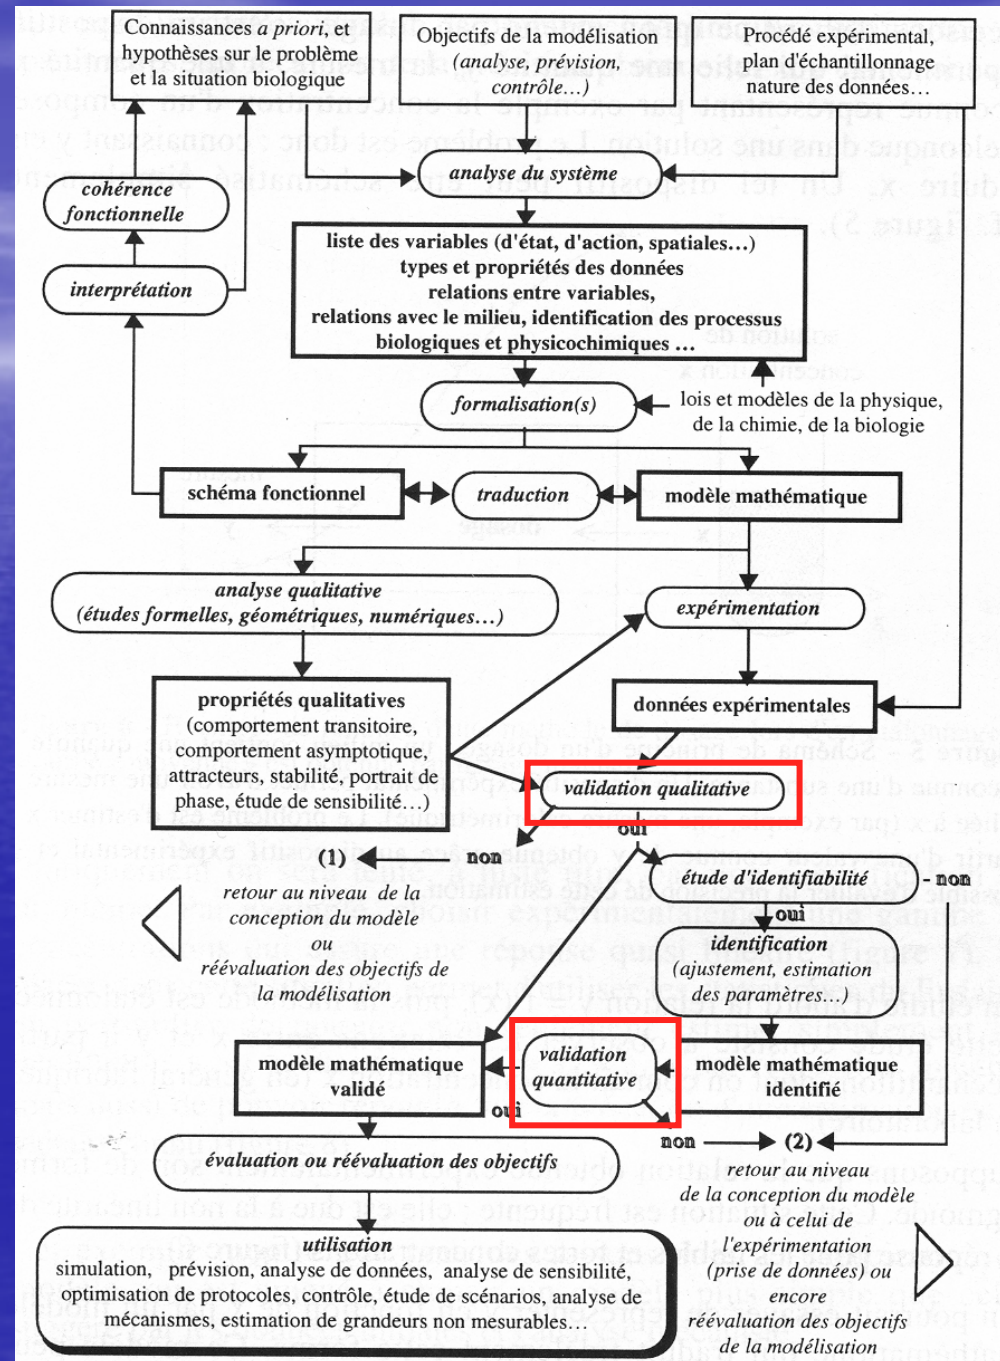 Connaissances a priori, et
hypothèses sur le problème
et la situation biologique
Objectifs de la modélisation
(analyse, prévision,
contrôle...)
Procédé expérimental,
plan d'échantillonnage
nature des données...
analyse du système
cohérence
fonctionnelle
interprétation
liste des variables (d'état, d'action, spatiales...)
types et propriétés des données
relations entre variables,
relations avec le milieu, identification des processus
biologiques et physicochimiques ...
formalisation(s)
lois et modèles de la physique,
de la chimie, de la biologie
schéma fonctionnel
traduction
modèle mathématique
analyse qualitative
(études formelles, géométriques, numériques...)
expérimentation
propriétés qualitatives
(comportement transitoire,
comportement asymptotique,
attracteurs, stabilité, portrait de
phase, étude de sensibilité...)
données expérimentales
validation qualitative
oui
(1)
non
retour au niveau de la
conception du modèle
ou
réévaluation des objectifs de
la modélisation
étude d'identifiabilité
- non
oui
identification
(ajustement, estimation
des paramètres...)
modèle mathématique
validé
validation
quantitative
modèle mathématique
identifié
oui
non
(2)
évaluation ou réévaluation des objectifs
retour au niveau
de la conception du modèle
ou à celui de
l'expérimentation
(prise de données) ou
encore
réévaluation des objectifs
de la modélisation
utilisation
simulation, prévision, analyse de données, analyse de sensibilité,
optimisation de protocoles, contrôle, étude de scénarios, analyse de
mécanismes, estimation de grandeurs non mesurables...